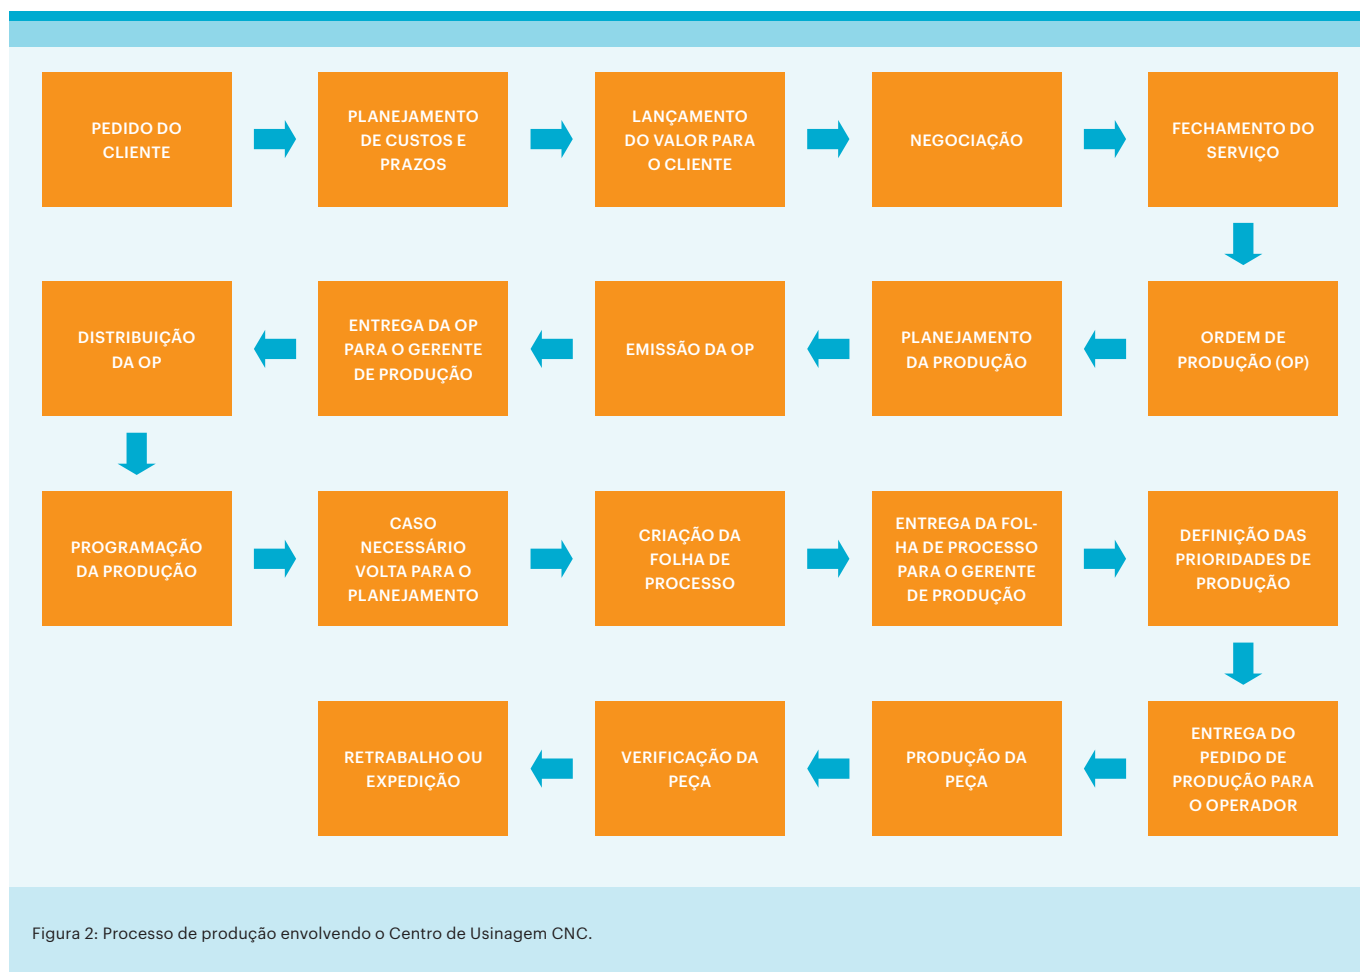 PEDIDO DO
CLIENTE
PLANEJAMENTO
DE CUSTOS E
PRAZOS
LANÇAMENTO
DO VALOR PARA
O CLIENTE
NEGOCIAÇÃO
FECHAMENTO DO
SERVIÇO
ORDEM DE
PRODUÇÃO (OP)
PLANEJAMENTO
DA PRODUÇÃO
EMISSÃO DA OP
ENTREGA DA OP
PARA O GERENTE
DE PRODUÇÃO
DISTRIBUIÇÃO
DA OP
PROGRAMAÇÃO
DA PRODUÇÃO
CASO
NECESSÁRIO
VOLTA PARA O
PLANEJAMENTO
CRIAÇÃO DA
FOLHA DE
PROCESSO
ENTREGA DA FOL-
HA DE PROCESSO
PARA O GERENTE
DE PRODUÇÃO
DEFINIÇÃO DAS
PRIORIDADES DE
PRODUÇÃO
ENTREGA DO
PEDIDO DE
PRODUÇÃO PARA
O OPERADOR
PRODUÇÃO DA
PEÇA
VERIFICAÇÃO DA
PEÇA
RETRABALHO OU
EXPEDIÇÃO
Figura 2: Processo de produção envolvendo o Centro de Usinagem CNC.